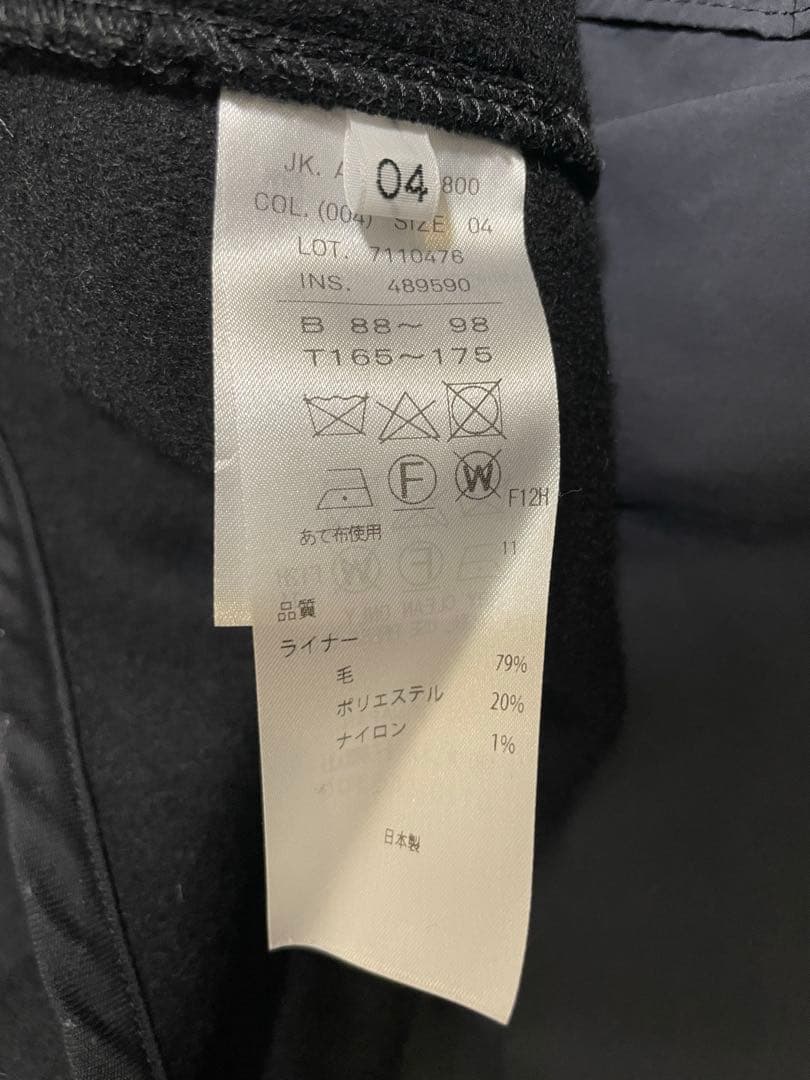 JK. 04 800
COL. (004) SIZE 04
LOT. 7110476
INS. 489590
B 88～ 98
T165～175
F W F12H
あて布使用
11
品質
ライナー
毛 79%
ポリエステル 20%
ナイロン 1%
日本製